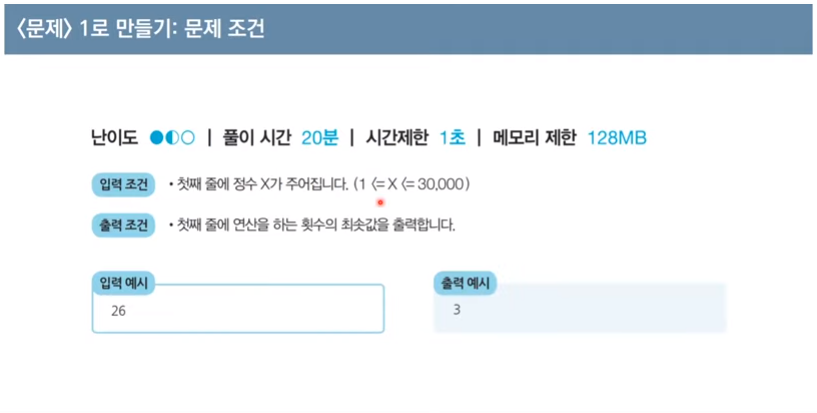 <문제> 1로 만들기: 문제 조건
난이도 ●◐○ | 풀이 시간 20분 | 시간제한 1초 | 메모리 제한 128MB
입력 조건 • 첫째 줄에 정수 X가 주어집니다. (1 <= X <= 30,000)
출력 조건 • 첫째 줄에 연산을 하는 횟수의 최솟값을 출력합니다.
입력 예시
26
출력 예시
3